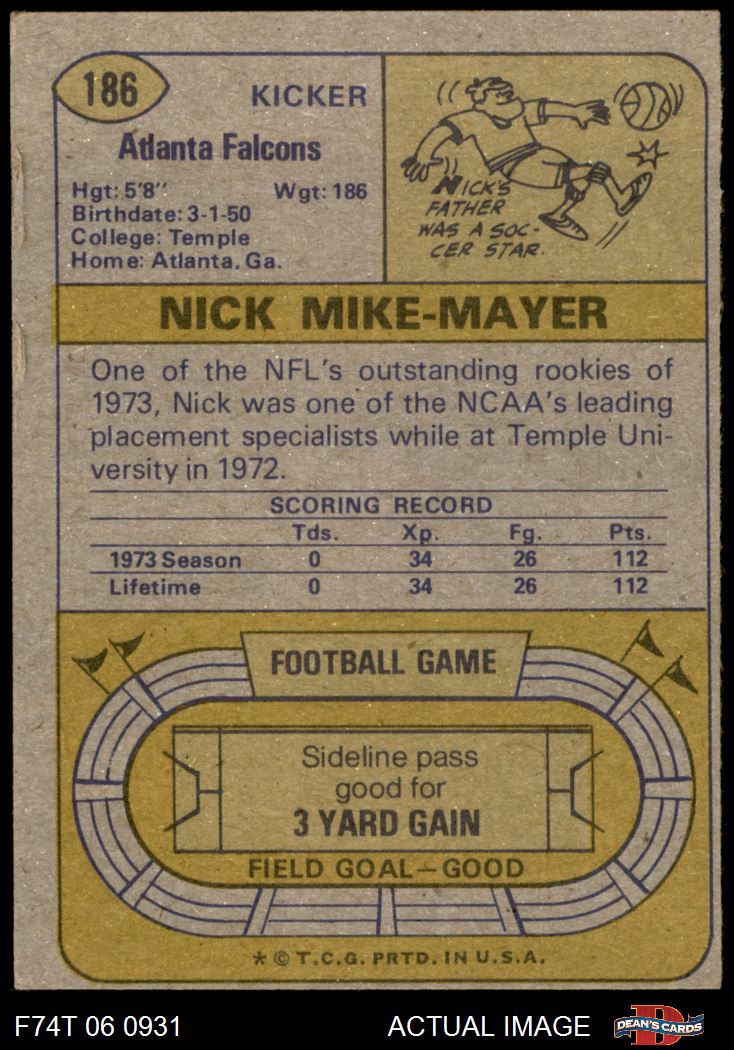 186
KICKER
Atlanta Falcons
Hgt: 5'8" Wgt: 186
Birthdate: 3-1-50
College: Temple
Home: Atlanta, Ga.
NICK'S
FATHER
WAS A SOC-
CER STAR.
NICK MIKE-MAYER
One of the NFL's outstanding rookies of
1973, Nick was one of the NCAA's leading
placement specialists while at Temple Uni-
versity in 1972.
SCORING RECORD
Tds. Xp. Fg. Pts.
1973 Season 0 34 26 112
Lifetime 0 34 26 112
FOOTBALL GAME
Sideline pass
good for
3 YARD GAIN
FIELD GOAL—GOOD
* © T.C.G. PRTD. IN U.S.A.
F74T 06 0931 ACTUAL IMAGE D DEAN'S CARDS